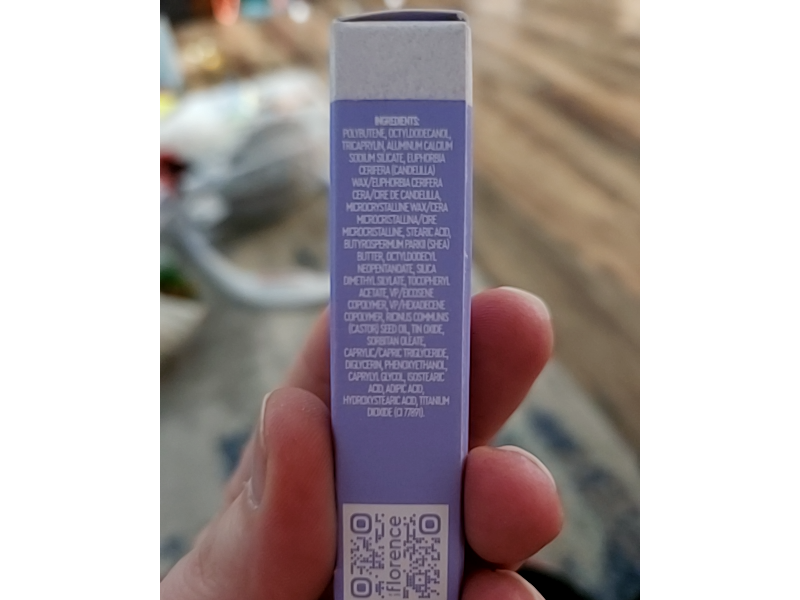 INGREDIENTS:
POLYBUTENE, OCTYLDODECANOL,
TRICAPRYLIN, ALUMINUM CALCIUM
SODIUM SILICATE, EUPHORBIA
CERIFERA (CANDELILLA)
WAX/EUPHORBIA CERIFERA
CERA/CIRE DE CANDELILLA,
MICROCRYSTALLINE WAX/CERA
MICROCRISTALLINA/CIRE
MICROCRISTALLINE, STEARIC ACID,
BUTYROSPERMUM PARKII (SHEA)
BUTTER, OCTYLDODECYL
NEOPENTANOATE, SILICA
DIMETHYL SILYLATE, TOCOPHERYL
ACETATE, VP/EICOSENE
COPOLYMER, VP/HEXADECENE
COPOLYMER, RICINUS COMMUNIS
(CASTOR) SEED OIL, TIN OXIDE,
SORBITAN OLEATE,
CAPRYLIC/CAPRIC TRIGLYCERIDE,
DIGLYCERIN, PHENOXYETHANOL,
CAPRYLYL GLYCOL, ISOSTEARIC
ACID, ADIPIC ACID,
HYDROXYSTEARIC ACID, TITANIUM
DIOXIDE (CI 77891).
florence